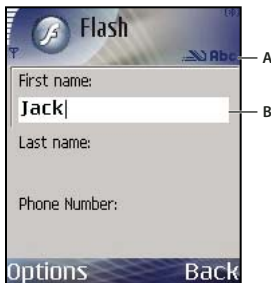 Flash
Abc
A
First name:
Jack
B
Last name:
Phone Number:
Options Back